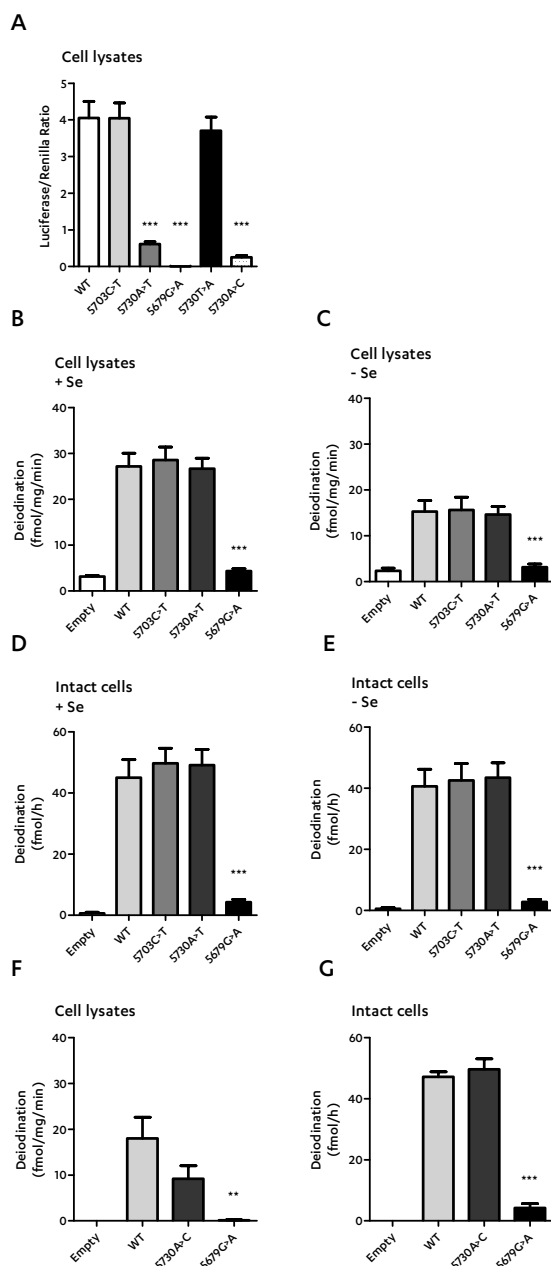 A
Cell lysates
Luciferase/Renilla Ratio
5
4
3
2
1
0
***
***
***
WT
5703C>T
5730A>T
5679G>A
5730T>A
5730A>C
B
Cell lysates
+ Se
Deiodination
(fmol/mg/min)
40
30
20
10
0
***
Empty
WT
5703C>T
5730A>T
5679G>A
C
Cell lysates
- Se
Deiodination
(fmol/mg/min)
40
30
20
10
0
***
Empty
WT
5703C>T
5730A>T
5679G>A
D
Intact cells
+ Se
Deiodination
(fmol/h)
60
40
20
0
***
Empty
WT
5703C>T
5730A>T
5679G>A
E
Intact cells
- Se
Deiodination
(fmol/h)
60
40
20
0
***
Empty
WT
5703C>T
5730A>T
5679G>A
F
Cell lysates
Deiodination
(fmol/mg/min)
40
30
20
10
0
**
Empty
WT
5730A>C
5679G>A
G
Intact cells
Deiodination
(fmol/h)
60
40
20
0
***
Empty
WT
5730A>C
5679G>A